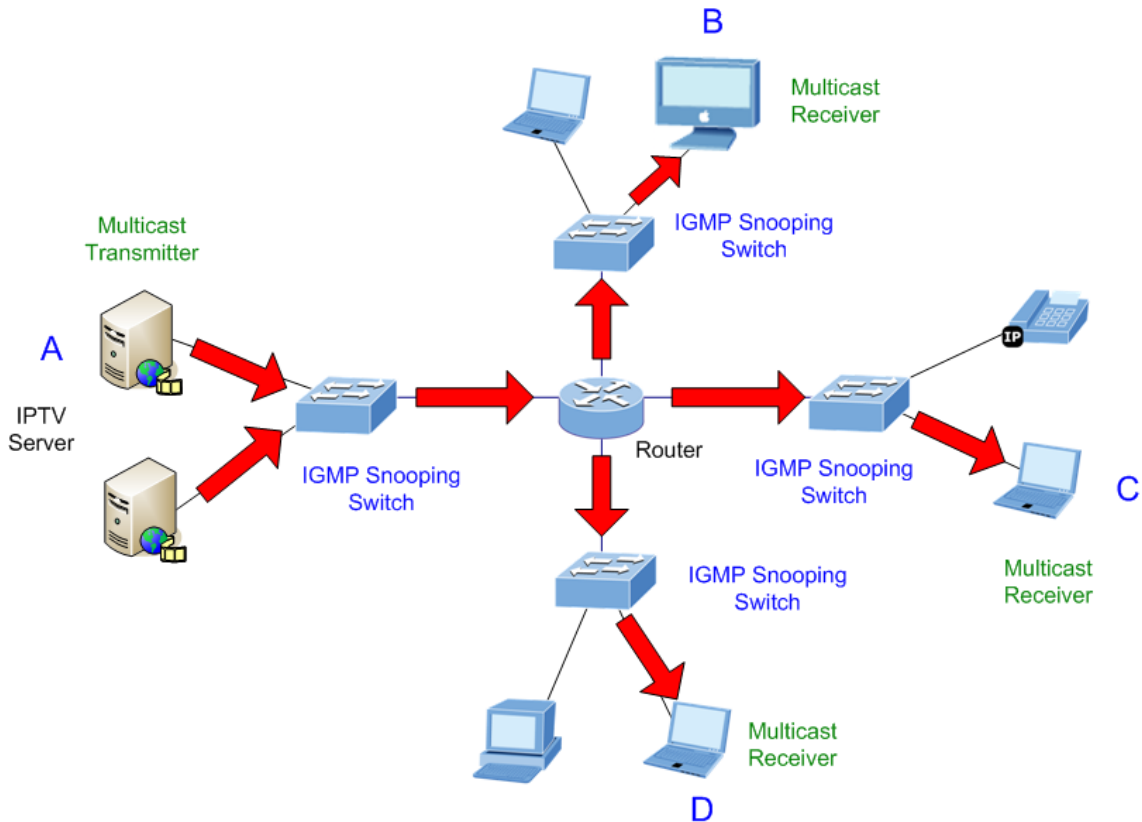 B
Multicast
Receiver
IGMP Snooping
Switch
Multicast
Transmitter
A
IPTV
Server
IGMP Snooping
Switch
Router
IP
IGMP Snooping
Switch
C
Multicast
Receiver
IGMP Snooping
Switch
Multicast
Receiver
D